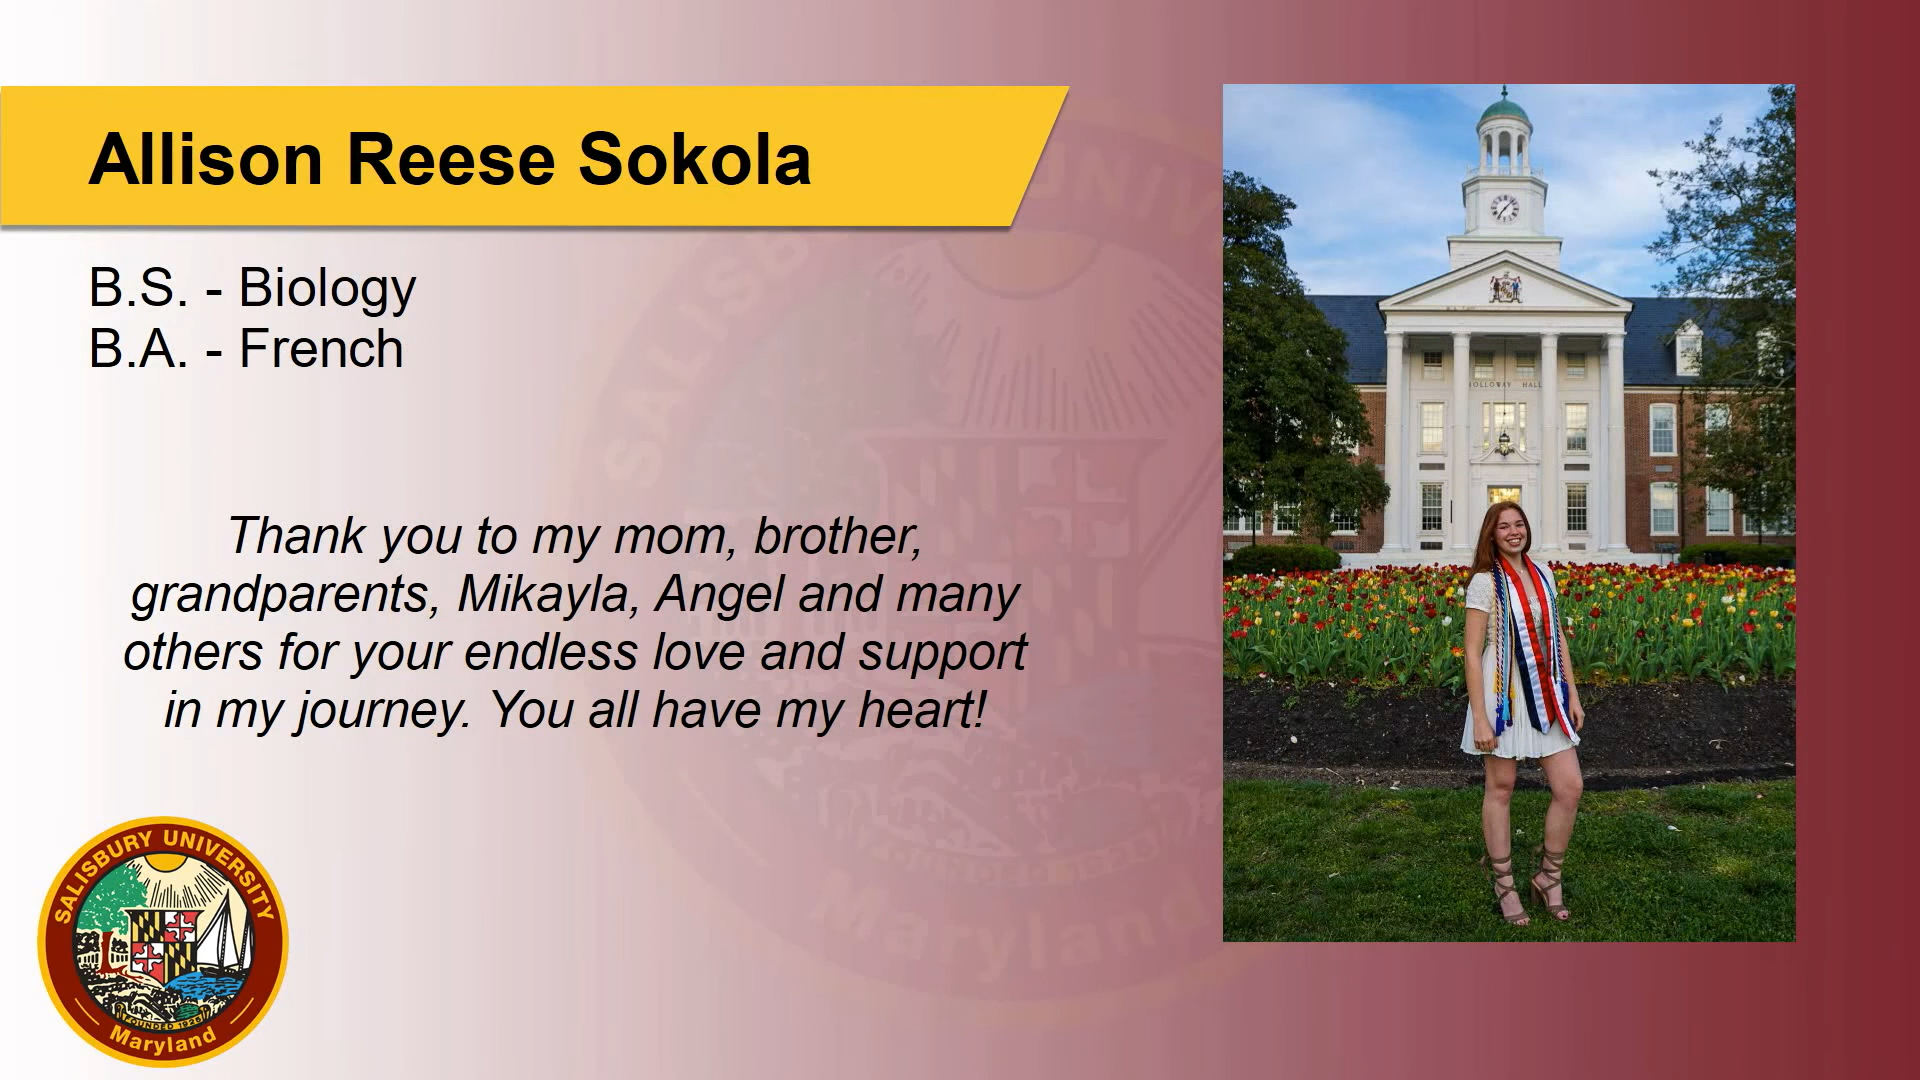 Allison Reese Sokola
B.S. - Biology
B.A. - French
Thank you to my mom, brother,
grandparents, Mikayla, Angel and many
others for your endless love and support
in my journey. You all have my heart!
HOLLOWAY HALL
SALISBURY UNIVERSITY
FOUNDED 1925
Maryland